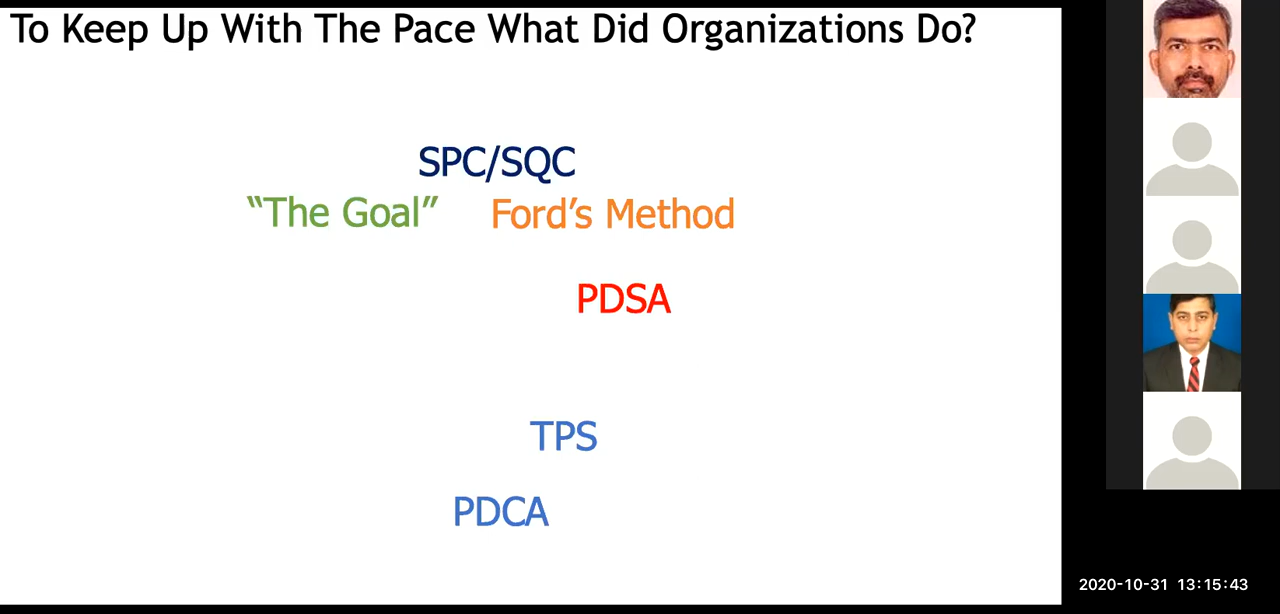 To Keep Up With The Pace What Did Organizations Do?
SPC/SQC
“The Goal” Ford’s Method
PDSA
TPS
PDCA
2020-10-31 13:15:43